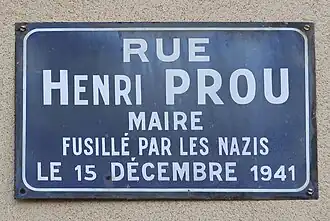 RUE
HENRI PROU
MAIRE
FUSILLÉ PAR LES NAZIS
LE 15 DÉCEMBRE 1941